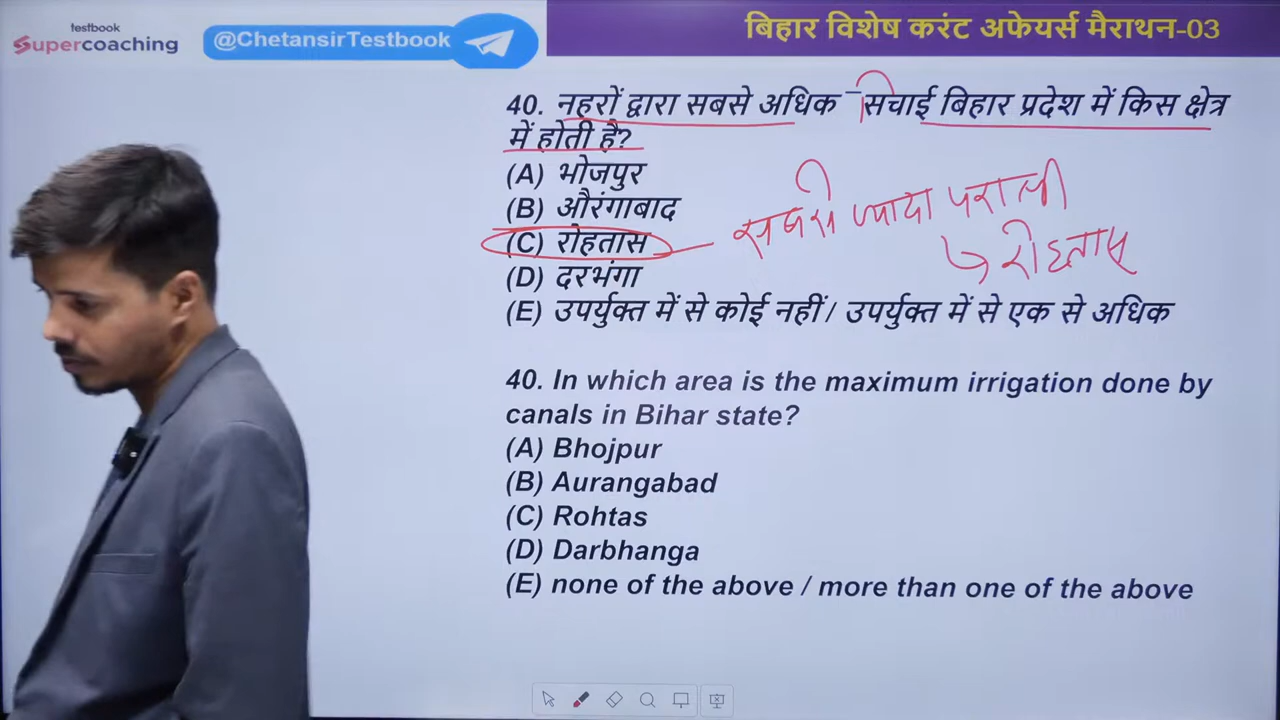 testbook
Supercoaching
@ChetansirTestbook
बिहार विशेष करंट अफेयर्स मैराथन-03
40. नहरों द्वारा सबसे अधिक सिचाई बिहार प्रदेश में किस क्षेत्र
में होती है?
(A) भोजपुर
(B) औरंगाबाद
(C) रोहतास
(D) दरभंगा
(E) उपर्युक्त में से कोई नहीं / उपर्युक्त में से एक से अधिक
सबसे ज्यादा पराली
रोहतास
40. In which area is the maximum irrigation done by
canals in Bihar state?
(A) Bhojpur
(B) Aurangabad
(C) Rohtas
(D) Darbhanga
(E) none of the above / more than one of the above